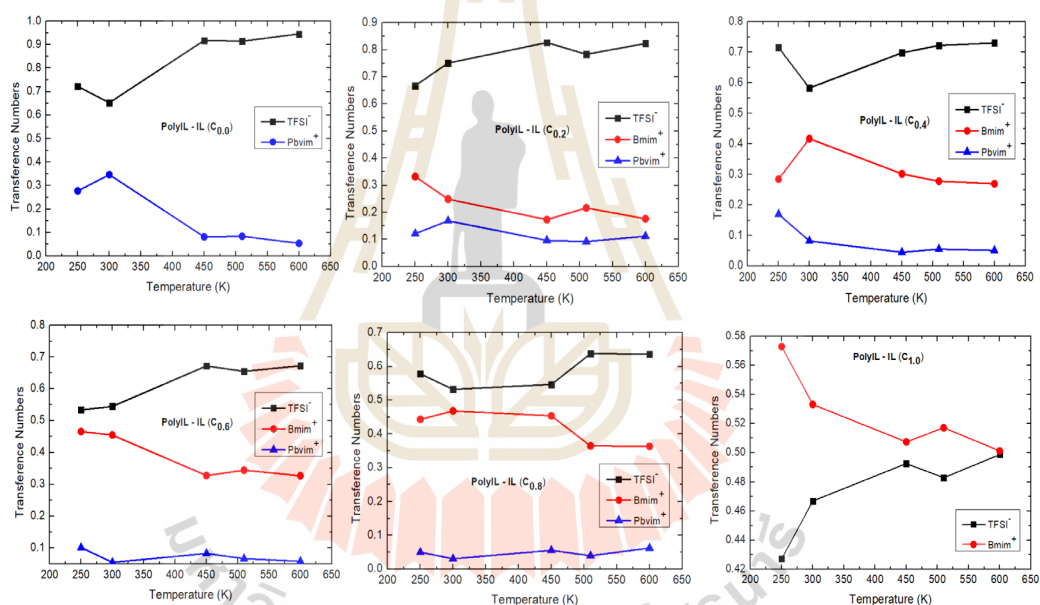 1.0
0.9
0.8
0.7
0.6
0.5
0.4
0.3
0.2
0.1
0.0
200 250 300 350 400 450 500 550 600 650
Temperature (K)
Transference Numbers
PolyIL - IL (C0.0)
TFSI-
Pbvim+
0.9
0.8
0.7
0.6
0.5
0.4
0.3
0.2
0.1
0.0
200 250 300 350 400 450 500 550 600 650
Temperature (K)
Transference Numbers
PolyIL - IL (C0.2)
TFSI-
Bmim+
Pbvim+
0.4
0.7
0.6
0.5
0.4
0.3
0.2
0.1
0.0
200 250 300 350 400 450 500 550 600 650
Temperature (K)
Transference Numbers
PolyIL - IL (C0.4)
TFSI-
Bmim+
Pbvim+
0.8
0.7
0.6
0.5
0.4
0.3
0.2
0.1
200 250 300 350 400 450 500 550 600 650
Temperature (K)
Transference Numbers
PolyIL - IL (C0.6)
TFSI-
Bmim+
Pbvim+
0.7
0.6
0.5
0.4
0.3
0.2
0.1
0.0
200 250 300 350 400 450 500 550 600 650
Temperature (K)
Transference Numbers
PolyIL - IL (C0.8)
TFSI-
Bmim+
Pbvim+
0.58
0.56
0.54
0.52
0.50
0.48
0.46
0.44
0.42
200 250 300 350 400 450 500 550 600 650
Temperature (K)
Transference Numbers
PolyIL - IL (C1.0)
TFSI-
Bmim+